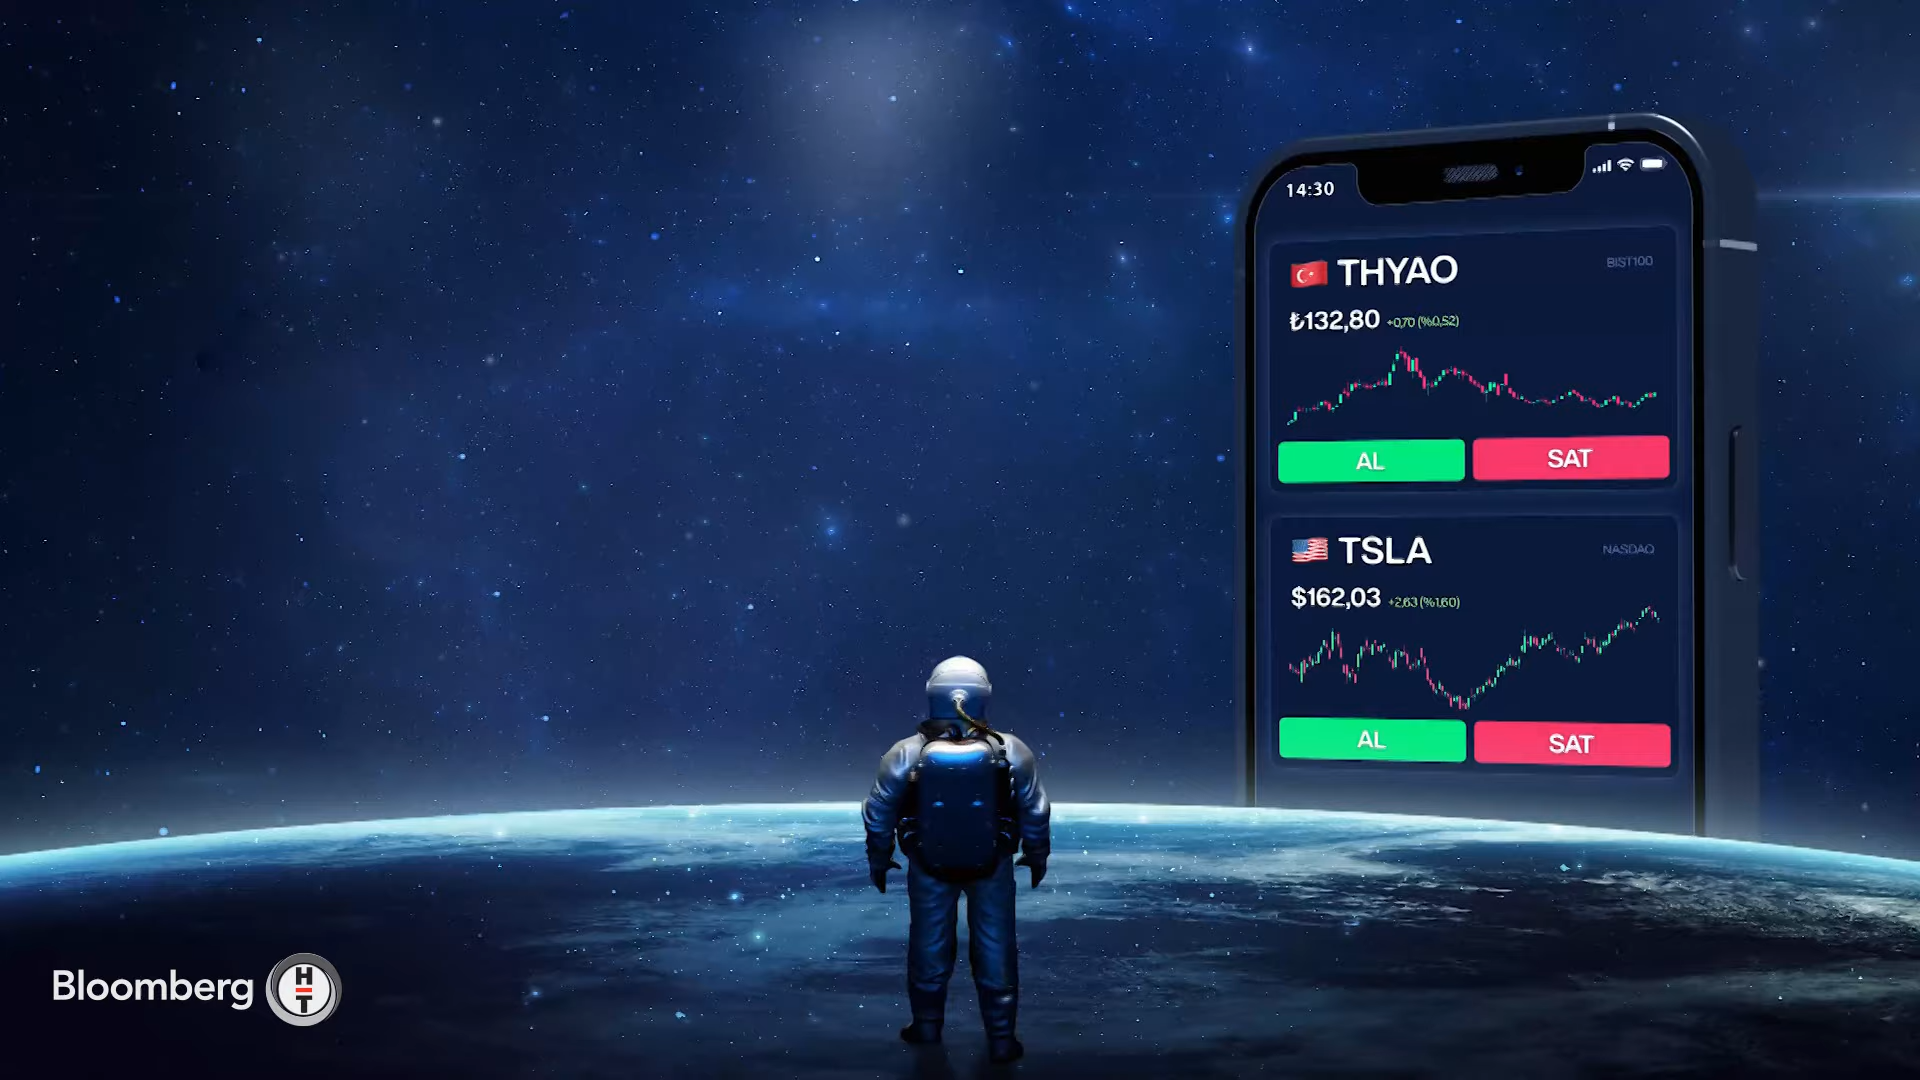 14:30
THYAO
BIST100
₺132,80 +0,70 (%0,52)
AL
SAT
TSLA
NASDAQ
$162,03 +2,63 (%1,60)
AL
SAT
Bloomberg
H
T